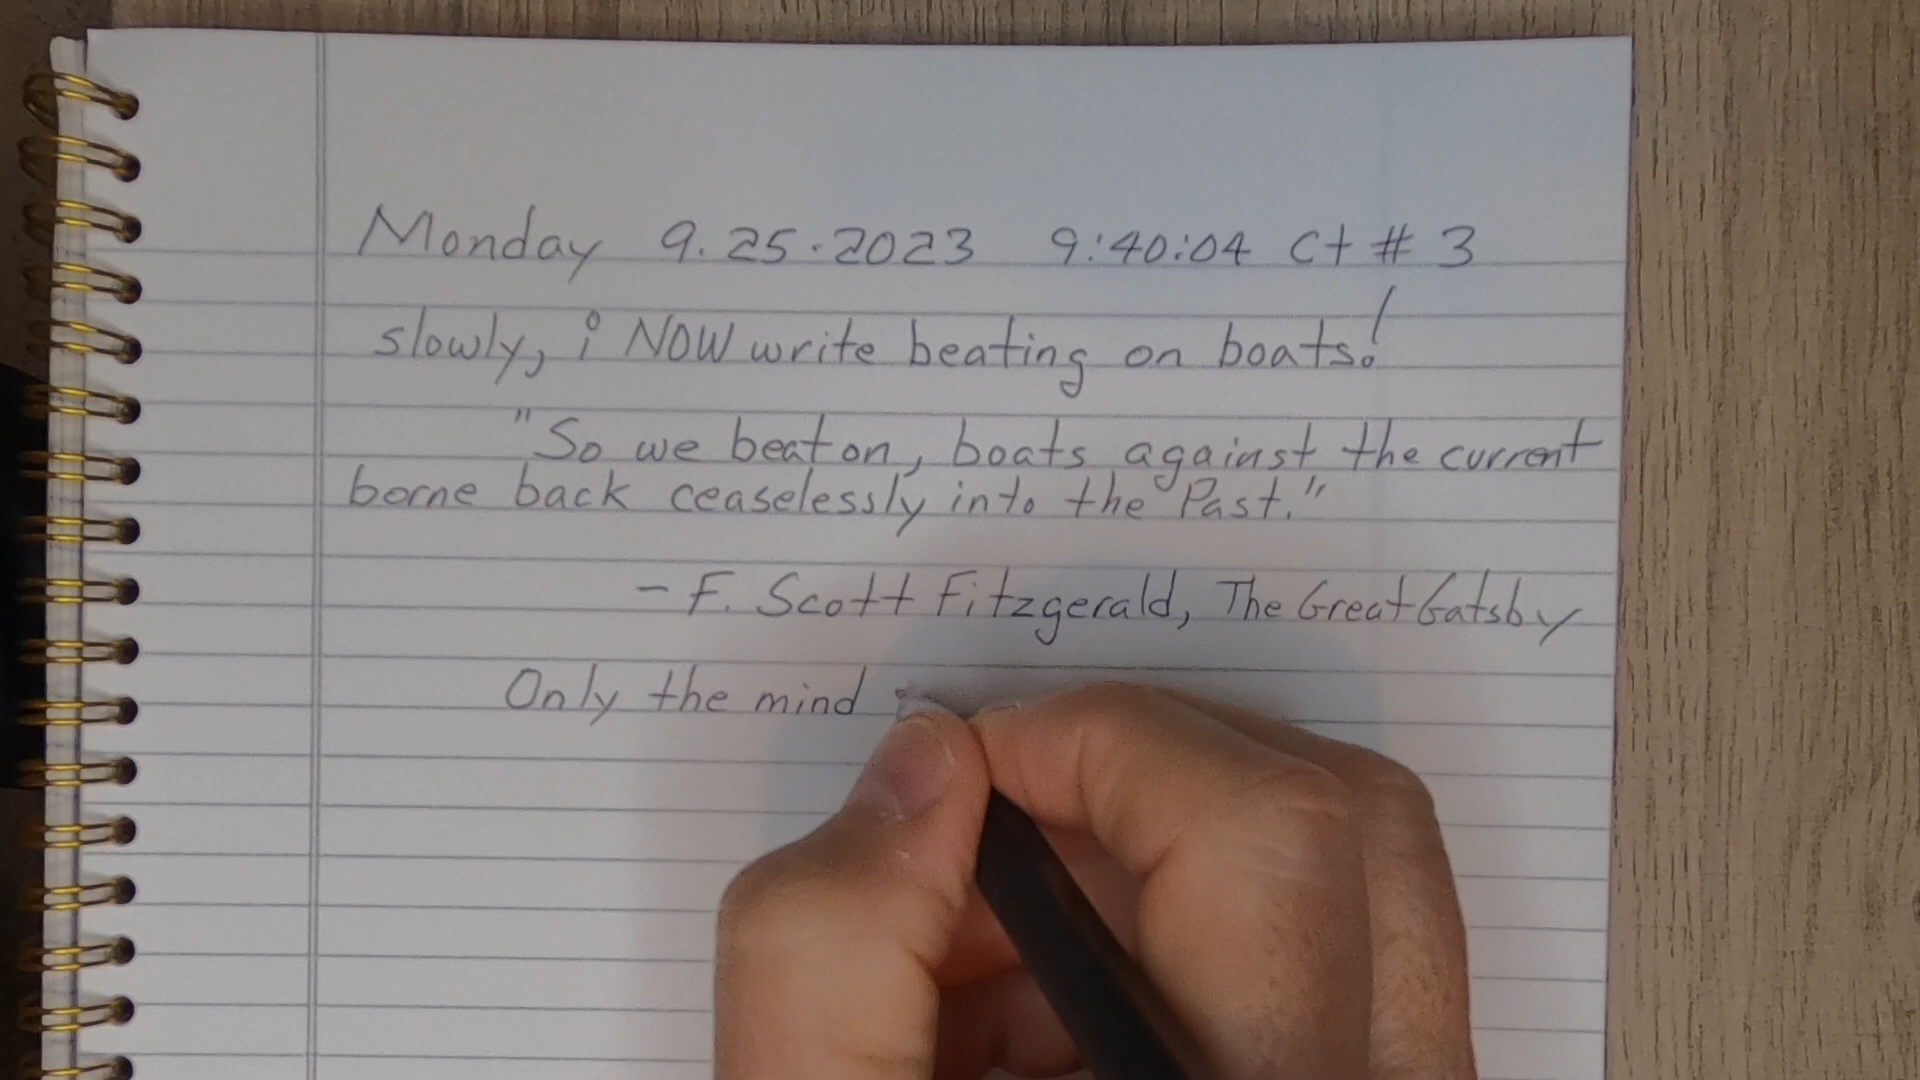 Monday 9.25.2023 9:40:04 Ct # 3
slowly, i NOW write beating on boats!
"So we beat on, boats against the current
borne back ceaselessly into the Past."
- F. Scott Fitzgerald, The Great Gatsby
Only the mind